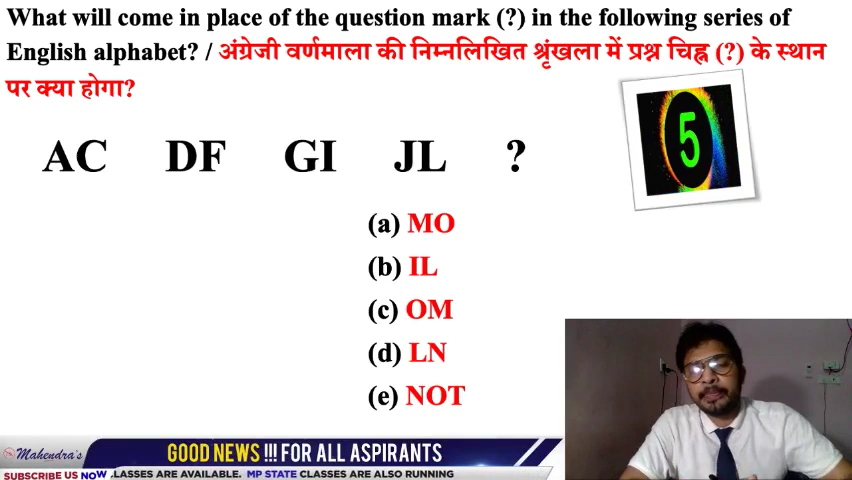 What will come in place of the question mark (?) in the following series of
English alphabet? / अंग्रेजी वर्णमाला की निम्नलिखित श्रृंखला में प्रश्न चिह्न (?) के स्थान
पर क्या होगा?
5
AC DF GI JL ?
(a) MO
(b) IL
(c) OM
(d) LN
(e) NOT
Mahendra's
GOOD NEWS !!! FOR ALL ASPIRANTS
SUBSCRIBE US NOW .LASSES ARE AVAILABLE. MP STATE CLASSES ARE ALSO RUNNING